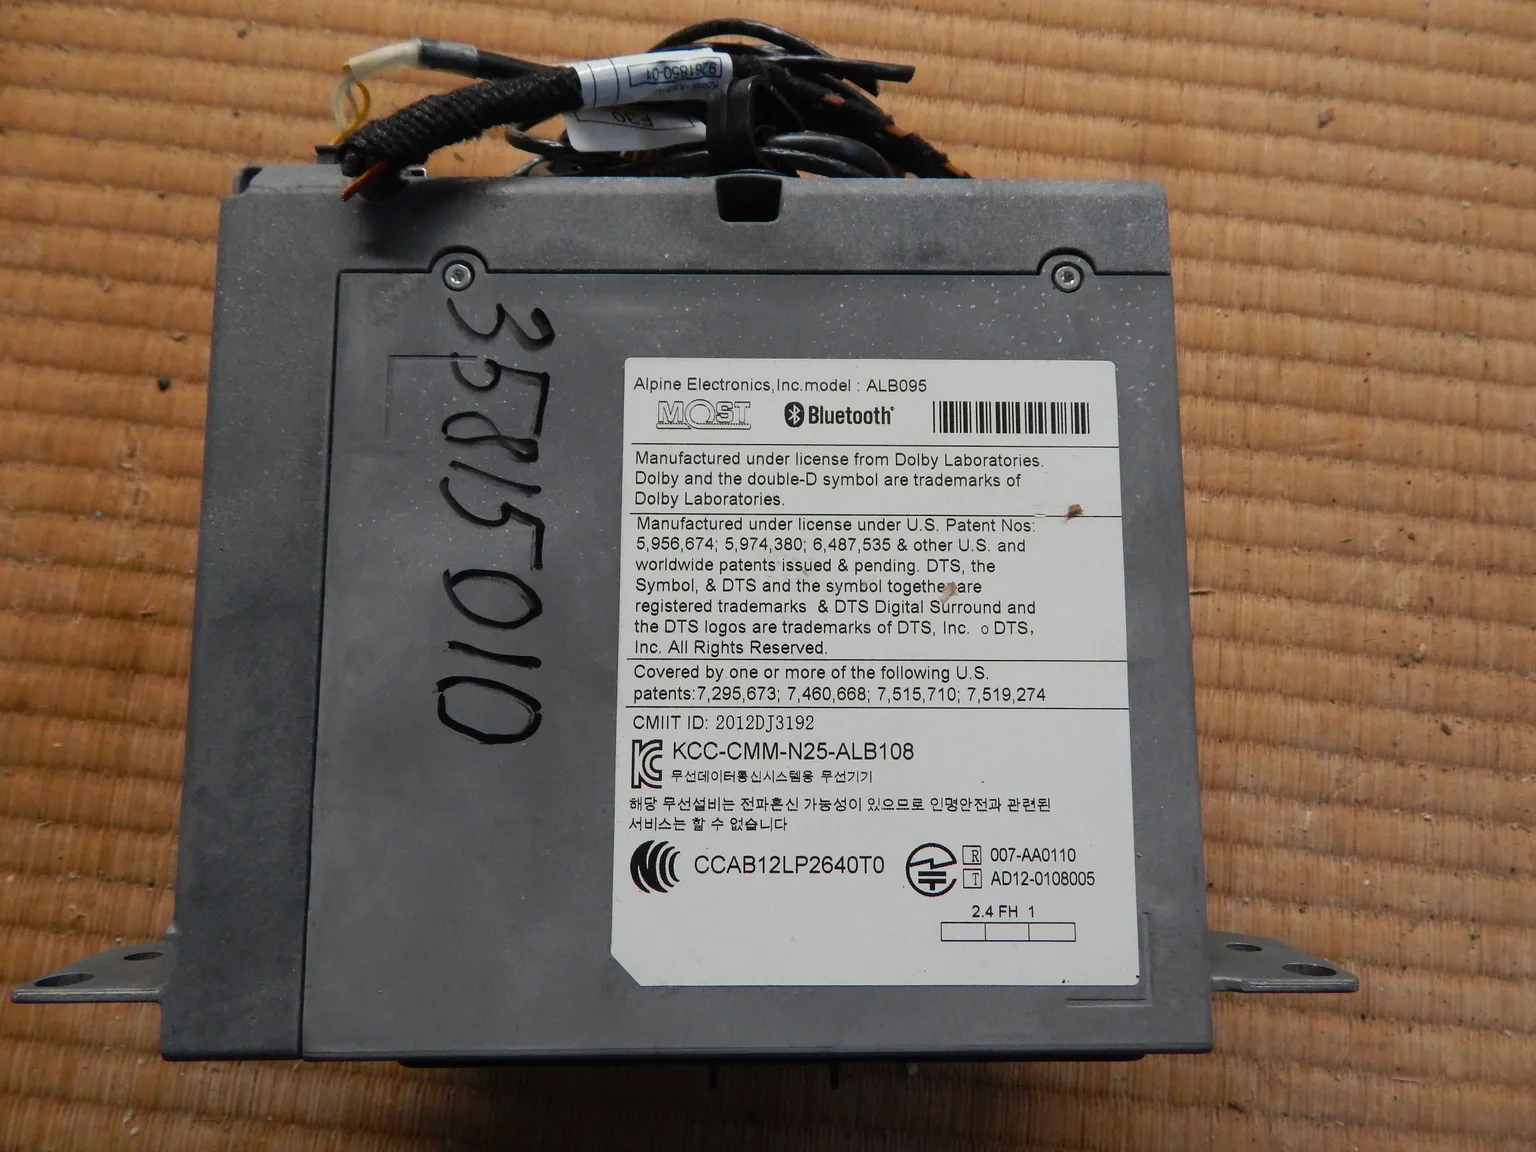 9261850-01
F30
35815010
Alpine Electronics,Inc.model : ALB095
MOST Bluetooth
Manufactured under license from Dolby Laboratories.
Dolby and the double-D symbol are trademarks of
Dolby Laboratories.
Manufactured under license under U.S. Patent Nos:
5,956,674; 5,974,380; 6,487,535 & other U.S. and
worldwide patents issued & pending. DTS, the
Symbol, & DTS and the symbol together are
registered trademarks & DTS Digital Surround and
the DTS logos are trademarks of DTS, Inc. o DTS,
Inc. All Rights Reserved.
Covered by one or more of the following U.S.
patents:7,295,673; 7,460,668; 7,515,710; 7,519,274
CMIIT ID: 2012DJ3192
KCC-CMM-N25-ALB108
무선데이터통신시스템용 무선기기
해당 무선설비는 전파혼신 가능성이 있으므로 인명안전과 관련된
서비스는 할 수 없습니다
CCAB12LP2640T0
R 007-AA0110
T AD12-0108005
2.4 FH 1